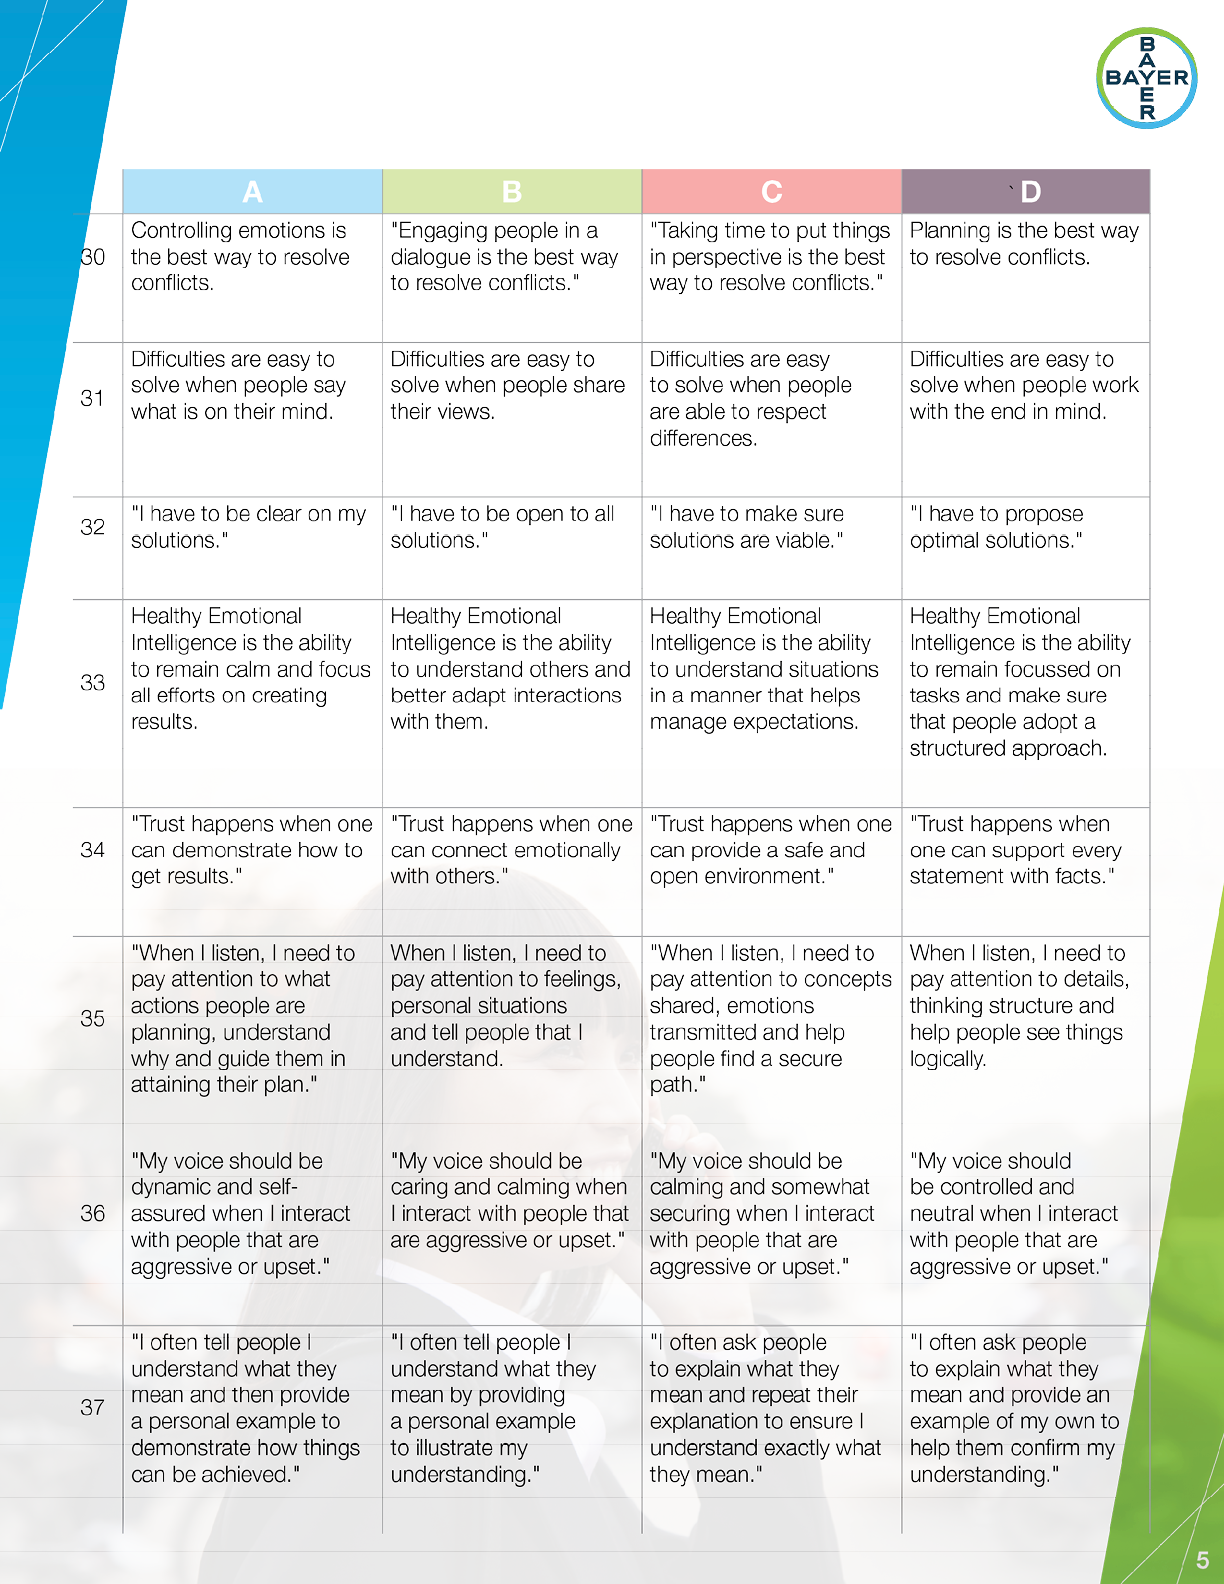 BAYER
BAYER
A
B
C
` D
30
Controlling emotions is
the best way to resolve
conflicts.
"Engaging people in a
dialogue is the best way
to resolve conflicts."
"Taking time to put things
in perspective is the best
way to resolve conflicts."
Planning is the best way
to resolve conflicts.
31
Difficulties are easy to
solve when people say
what is on their mind.
Difficulties are easy to
solve when people share
their views.
Difficulties are easy
to solve when people
are able to respect
differences.
Difficulties are easy to
solve when people work
with the end in mind.
32
"I have to be clear on my
solutions."
"I have to be open to all
solutions."
"I have to make sure
solutions are viable."
"I have to propose
optimal solutions."
33
Healthy Emotional
Intelligence is the ability
to remain calm and focus
all efforts on creating
results.
Healthy Emotional
Intelligence is the ability
to understand others and
better adapt interactions
with them.
Healthy Emotional
Intelligence is the ability
to understand situations
in a manner that helps
manage expectations.
Healthy Emotional
Intelligence is the ability
to remain focussed on
tasks and make sure
that people adopt a
structured approach.
34
"Trust happens when one
can demonstrate how to
get results."
"Trust happens when one
can connect emotionally
with others."
"Trust happens when one
can provide a safe and
open environment."
"Trust happens when
one can support every
statement with facts."
35
"When I listen, I need to
pay attention to what
actions people are
planning, understand
why and guide them in
attaining their plan."
When I listen, I need to
pay attention to feelings,
personal situations
and tell people that I
understand.
"When I listen, I need to
pay attention to concepts
shared, emotions
transmitted and help
people find a secure
path."
When I listen, I need to
pay attention to details,
thinking structure and
help people see things
logically.
36
"My voice should be
dynamic and self-
assured when I interact
with people that are
aggressive or upset."
"My voice should be
caring and calming when
I interact with people that
are aggressive or upset."
"My voice should be
calming and somewhat
securing when I interact
with people that are
aggressive or upset."
"My voice should
be controlled and
neutral when I interact
with people that are
aggressive or upset."
37
"I often tell people I
understand what they
mean and then provide
a personal example to
demonstrate how things
can be achieved."
"I often tell people I
understand what they
mean by providing
a personal example
to illustrate my
understanding."
"I often ask people
to explain what they
mean and repeat their
explanation to ensure I
understand exactly what
they mean."
"I often ask people
to explain what they
mean and provide an
example of my own to
help them confirm my
understanding."
5